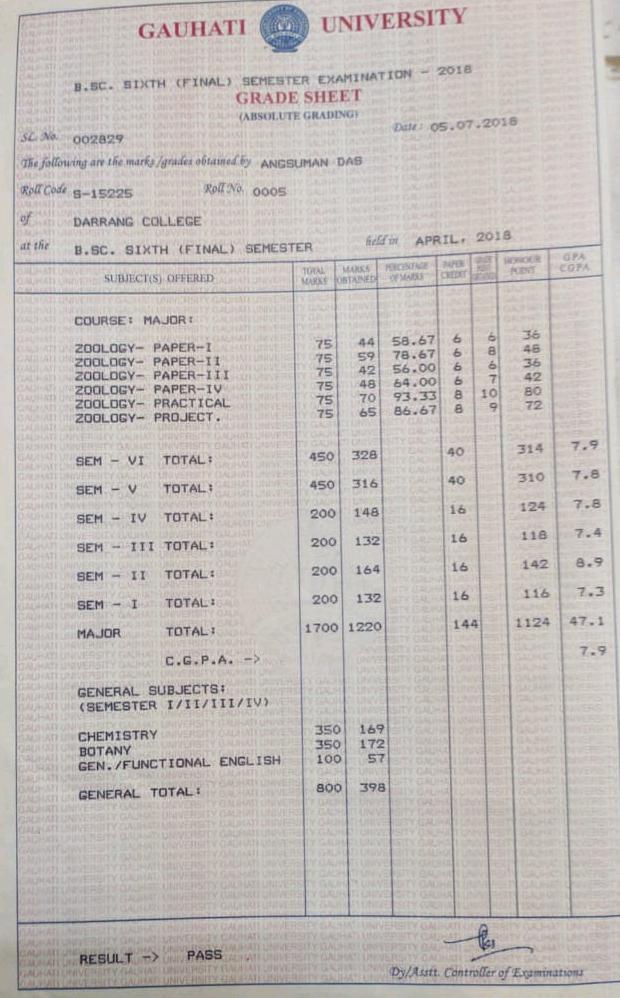 GAUHATI UNIVERSITY
B.SC. SIXTH (FINAL) SEMESTER EXAMINATION - 2018
GRADE SHEET
(ABSOLUTE GRADING)
Date: 05.07.2018
SL. No. 002829
The following are the marks/grades obtained by ANGSUMAN DAS
Roll Code S-15225 Roll No. 0005
of DARRANG COLLEGE
at the B.SC. SIXTH (FINAL) SEMESTER held in APRIL, 2018
SUBJECT(S) OFFERED TOTAL MARKS MARKS OBTAINED PERCENTAGE OF MARKS PAPER CREDIT GRADE POINT OBTAINED HONOUR POINT GPA CGPA
COURSE: MAJOR:
ZOOLOGY- PAPER-I 75 44 58.67 6 6 36
ZOOLOGY- PAPER-II 75 59 78.67 6 8 48
ZOOLOGY- PAPER-III 75 42 56.00 6 6 36
ZOOLOGY- PAPER-IV 75 48 64.00 6 7 42
ZOOLOGY- PRACTICAL 75 70 93.33 8 10 80
ZOOLOGY- PROJECT. 75 65 86.67 8 9 72
SEM - VI TOTAL: 450 328 40 314 7.9
SEM - V TOTAL: 450 316 40 310 7.8
SEM - IV TOTAL: 200 148 16 124 7.8
SEM - III TOTAL: 200 132 16 118 7.4
SEM - II TOTAL: 200 164 16 142 8.9
SEM - I TOTAL: 200 132 16 116 7.3
MAJOR TOTAL: 1700 1220 144 1124 47.1
C.G.P.A. -> 7.9
GENERAL SUBJECTS:
(SEMESTER I/II/III/IV)
CHEMISTRY 350 169
BOTANY 350 172
GEN./FUNCTIONAL ENGLISH 100 57
GENERAL TOTAL: 800 398
RESULT -> PASS
Dy/Asstt. Controller of Examinations